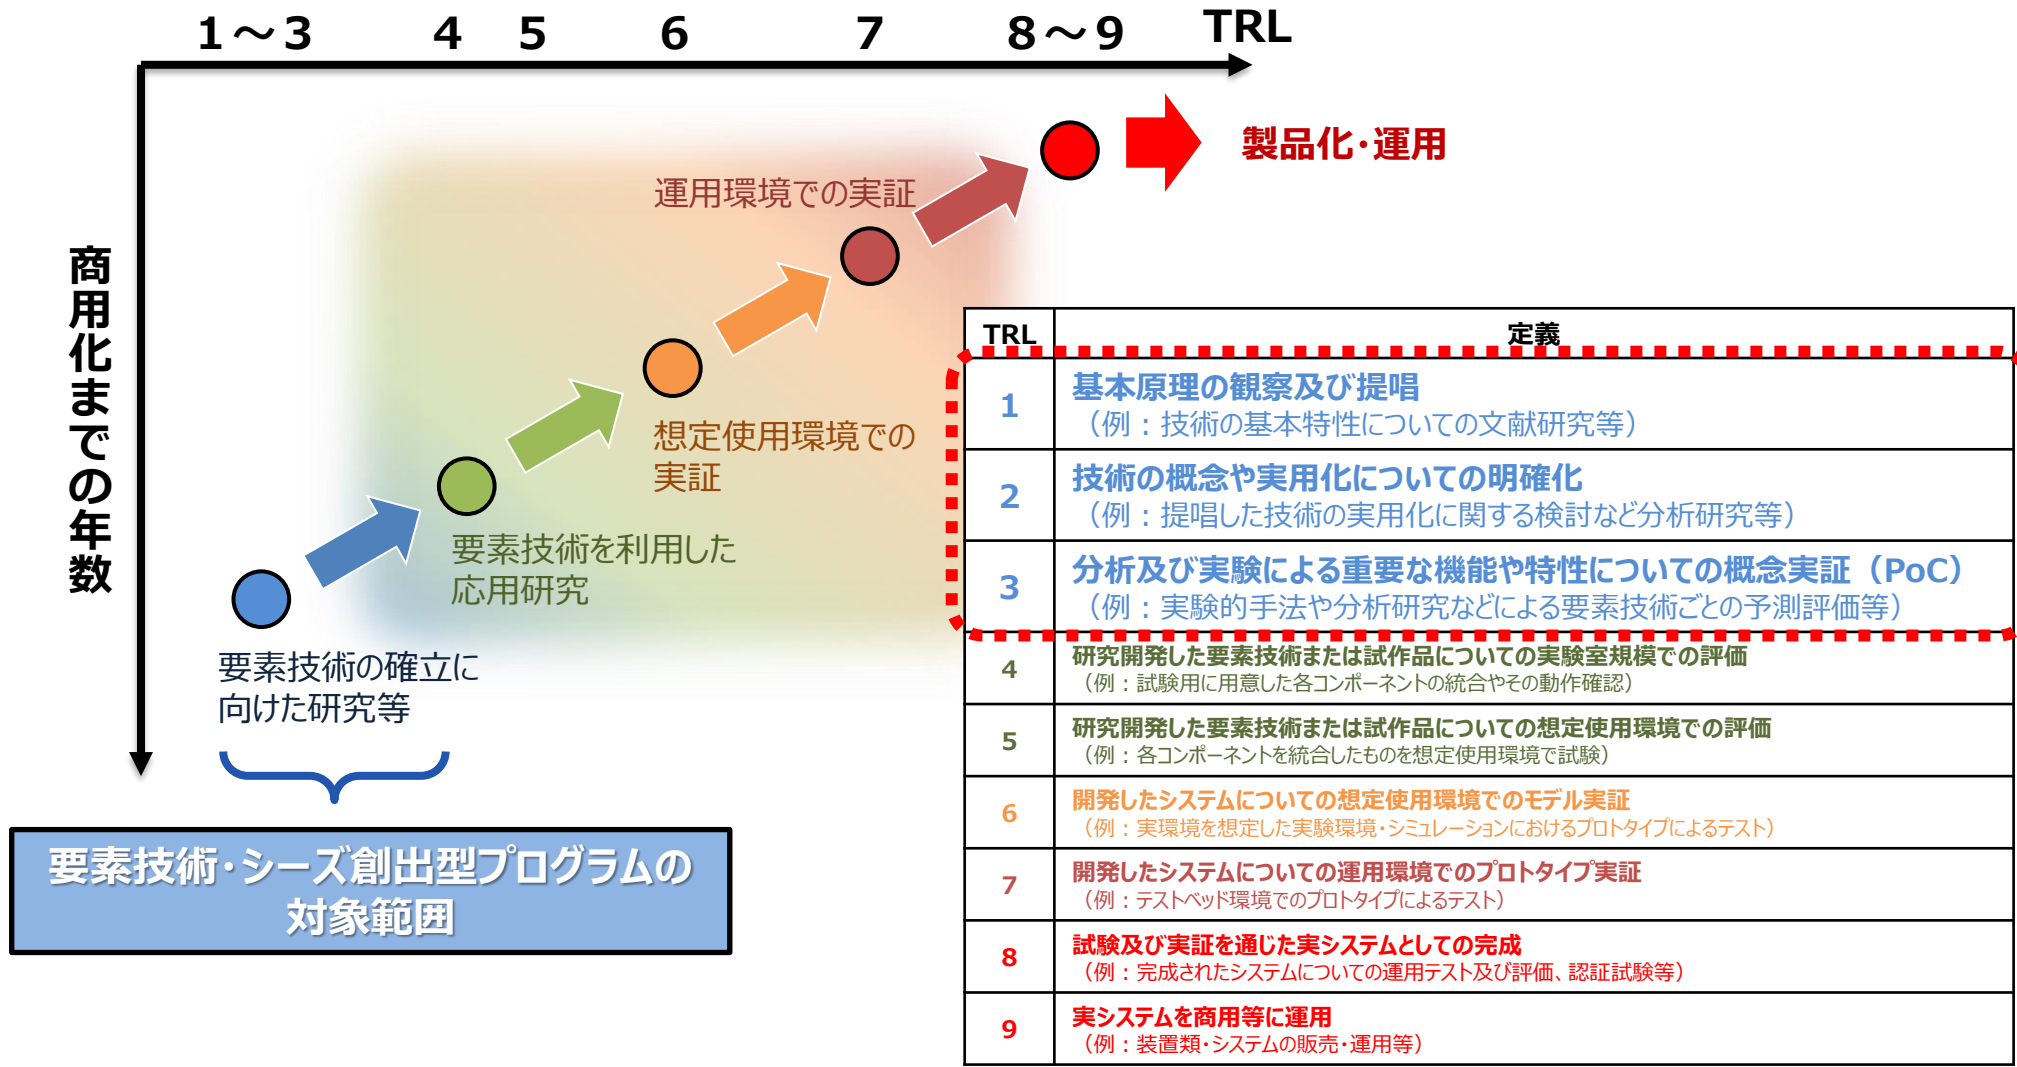 1～3 4 5 6 7 8～9 TRL
製品化・運用
運用環境での実証
商用化までの年数
想定使用環境での
実証
要素技術を利用した
応用研究
要素技術の確立に
向けた研究等
要素技術・シーズ創出型プログラムの
対象範囲
TRL 定義
1 基本原理の観察及び提唱
（例：技術の基本特性についての文献研究等）
2 技術の概念や実用化についての明確化
（例：提唱した技術の実用化に関する検討など分析研究等）
3 分析及び実験による重要な機能や特性についての概念実証（PoC）
（例：実験的手法や分析研究などによる要素技術ごとの予測評価等）
4 研究開発した要素技術または試作品についての実験室規模での評価
（例：試験用に用意した各コンポーネントの統合やその動作確認）
5 研究開発した要素技術または試作品についての想定使用環境での評価
（例：各コンポーネントを統合したものを想定使用環境で試験）
6 開発したシステムについての想定使用環境でのモデル実証
（例：実環境を想定した実験環境・シミュレーションにおけるプロトタイプによるテスト）
7 開発したシステムについての運用環境でのプロトタイプ実証
（例：テストベッド環境でのプロトタイプによるテスト）
8 試験及び実証を通じた実システムとしての完成
（例：完成されたシステムについての運用テスト及び評価、認証試験等）
9 実システムを商用等に運用
（例：装置類・システムの販売・運用等）